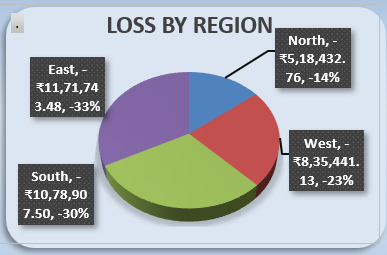 LOSS BY REGION
North, -
₹5,18,432.
76, -14%
East, -
₹11,71,74
3.48, -33%
West, -
₹8,35,441.
13, -23%
South, -
₹10,78,90
7.50, -30%